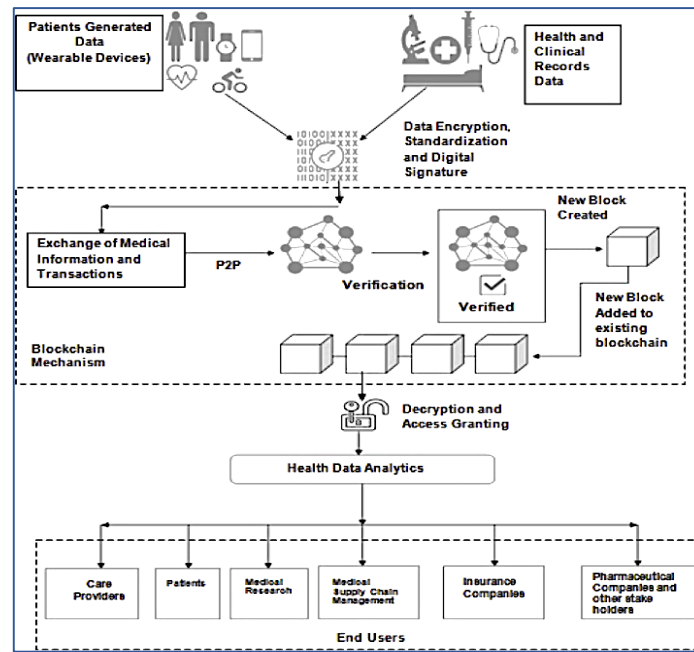 Patients Generated
Data
(Wearable Devices)
Health and
Clinical
Records
Data
Data Encryption,
Standardization
and Digital
Signature
New Block
Created
Exchange of Medical
Information and
Transactions
P2P
Verification
Verified
New Block
Added to
existing
blockchain
Blockchain
Mechanism
Decryption and
Access Granting
Health Data Analytics
Care
Providers
Patients
Medical
Research
Medical
Supply Chain
Management
Insurance
Companies
Pharmaceutical
Companies and
other stake
holders
End Users